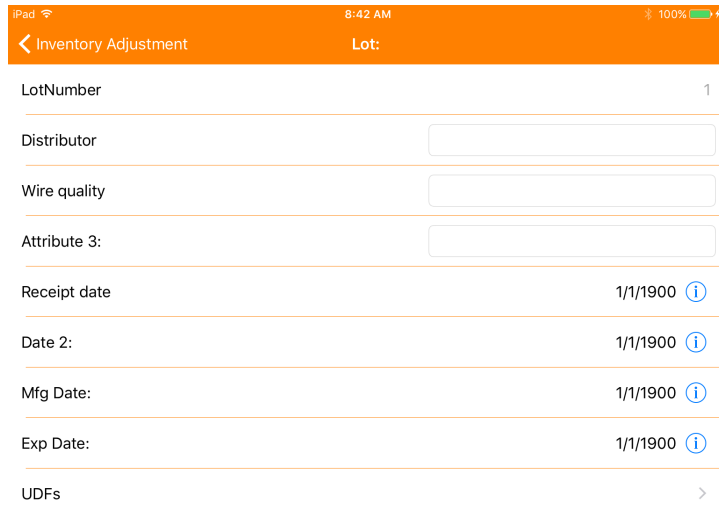 iPad 8:42 AM 100%
Inventory Adjustment Lot:
LotNumber 1
Distributor
Wire quality
Attribute 3:
Receipt date 1/1/1900
Date 2: 1/1/1900
Mfg Date: 1/1/1900
Exp Date: 1/1/1900
UDFs